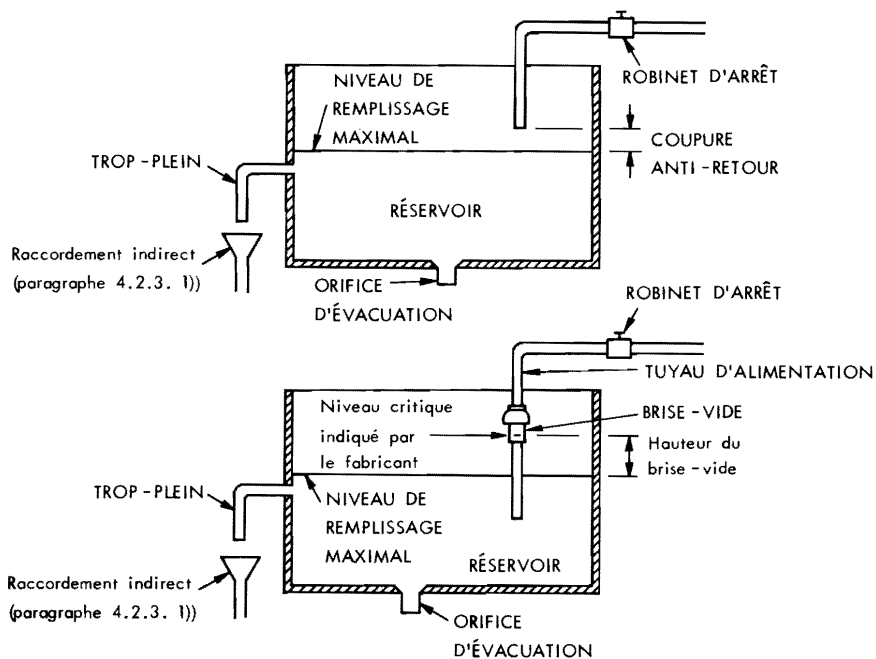 NIVEAU DE
REMPLISSAGE
MAXIMAL
ROBINET D'ARRÊT
COUPURE
ANTI-RETOUR
TROP-PLEIN
RÉSERVOIR
Raccordement indirect
(paragraphe 4.2.3. 1))
ORIFICE
D'ÉVACUATION
ROBINET D'ARRÊT
TUYAU D'ALIMENTATION
Niveau critique
indiqué par
le fabricant
BRISE-VIDE
Hauteur du
brise-vide
TROP-PLEIN
NIVEAU DE
REMPLISSAGE
MAXIMAL
RÉSERVOIR
Raccordement indirect
(paragraphe 4.2.3. 1))
ORIFICE
D'ÉVACUATION